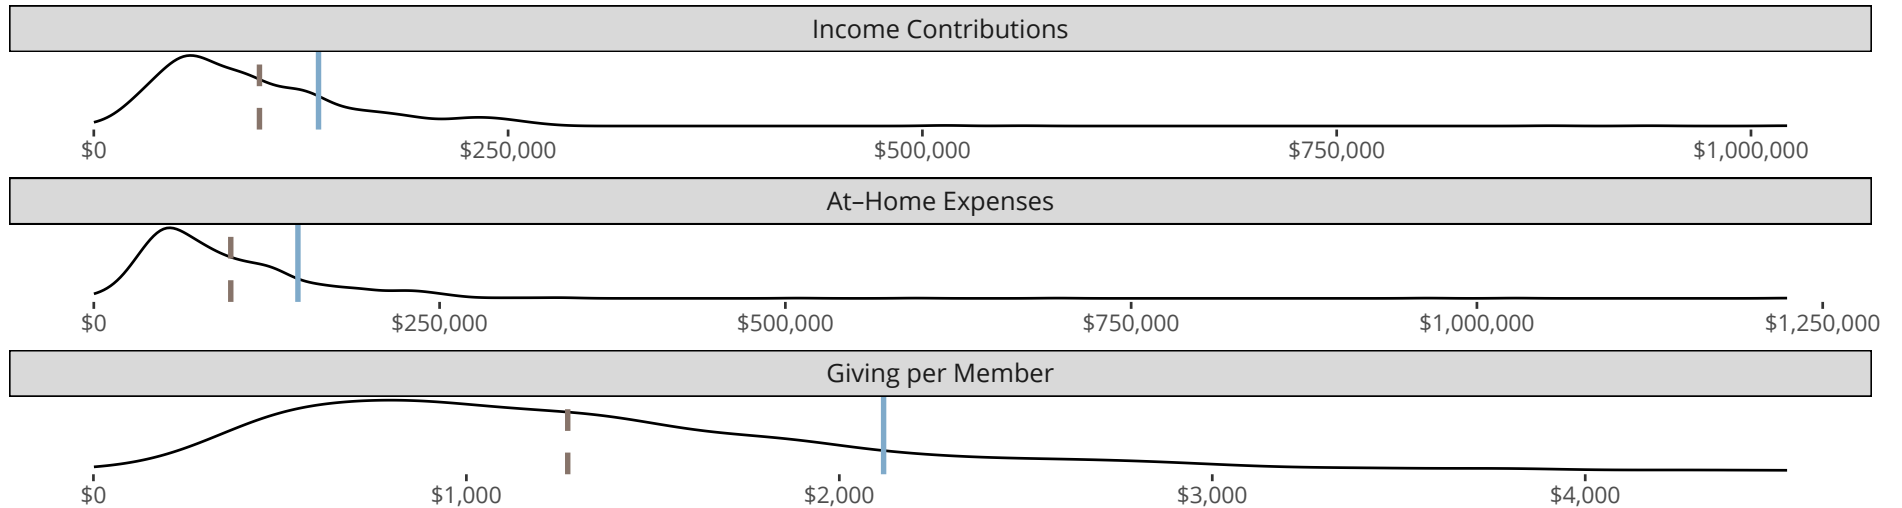 Income Contributions
$0 $250,000 $500,000 $750,000 $1,000,000
At–Home Expenses
$0 $250,000 $500,000 $750,000 $1,000,000 $1,250,000
Giving per Member
$0 $1,000 $2,000 $3,000 $4,000